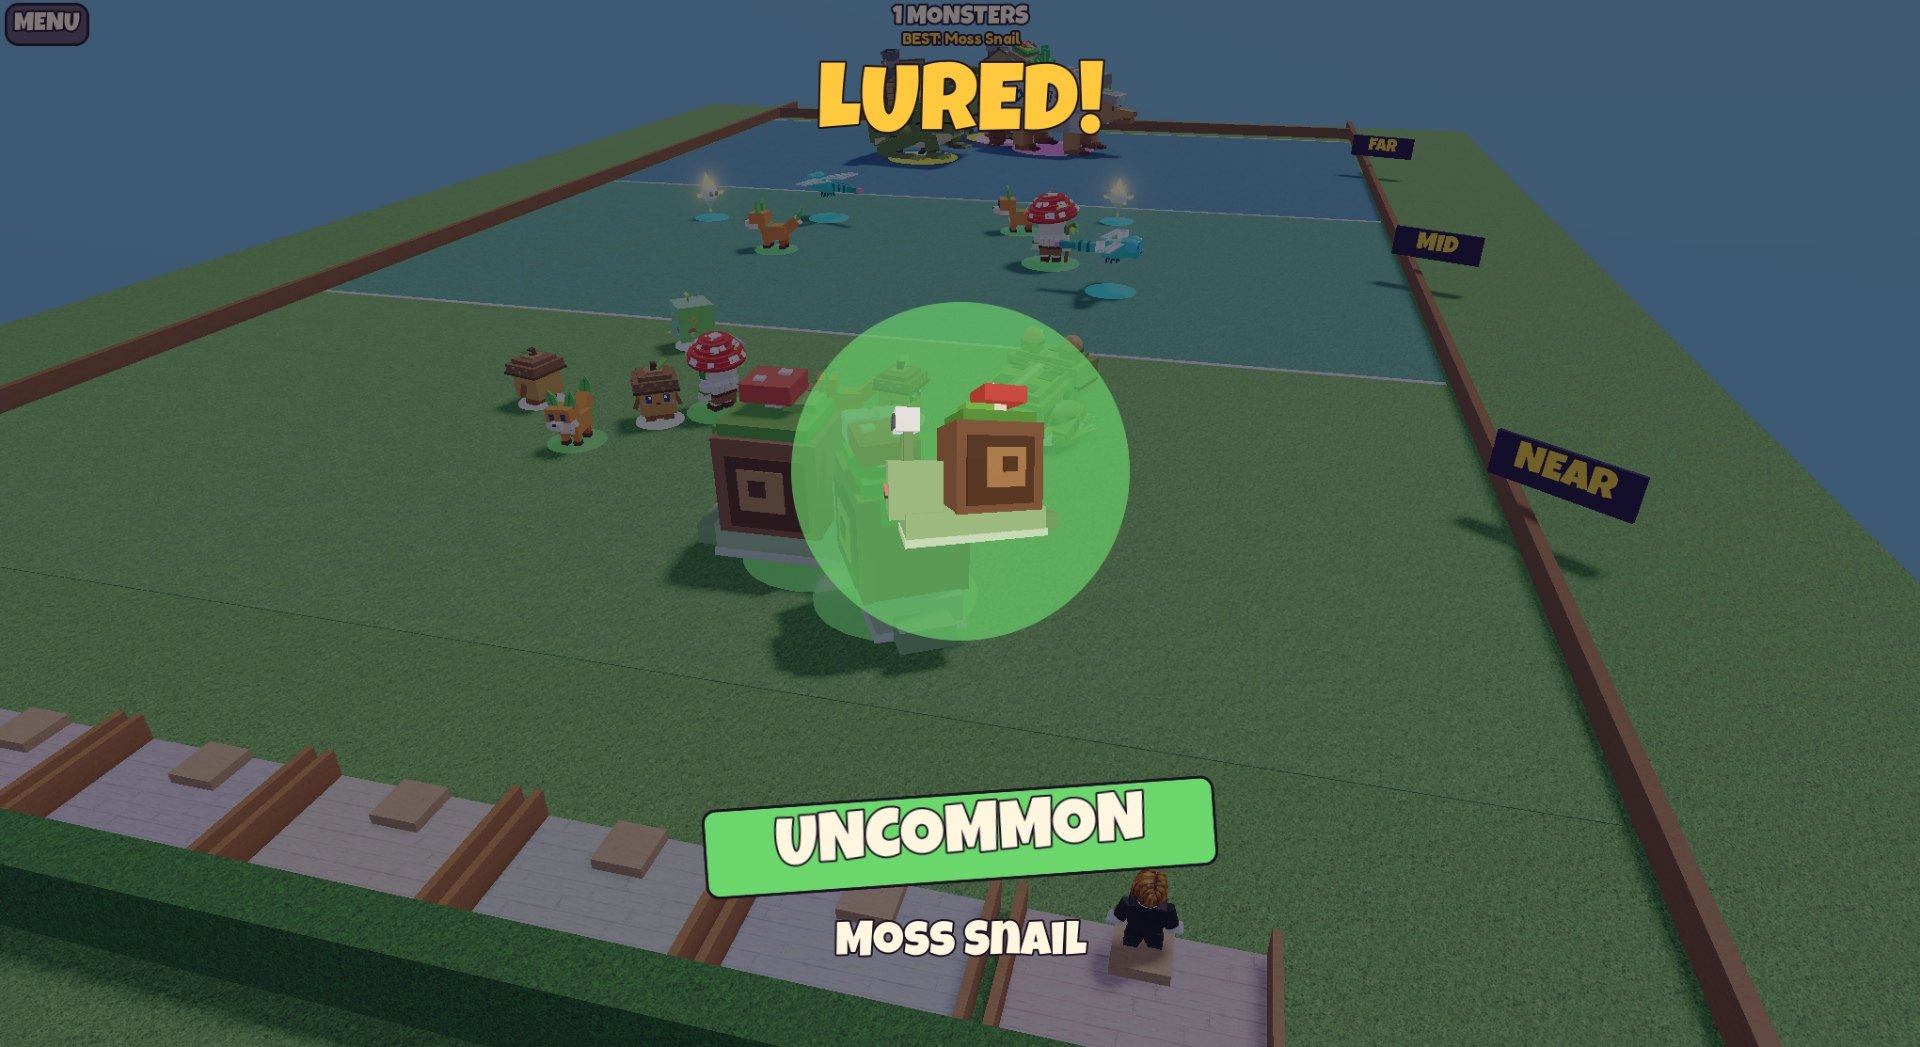 MENU
1 MONSTERS
BEST: Moss Snail
LURED!
FAR
MID
NEAR
UNCOMMON
Moss Snail